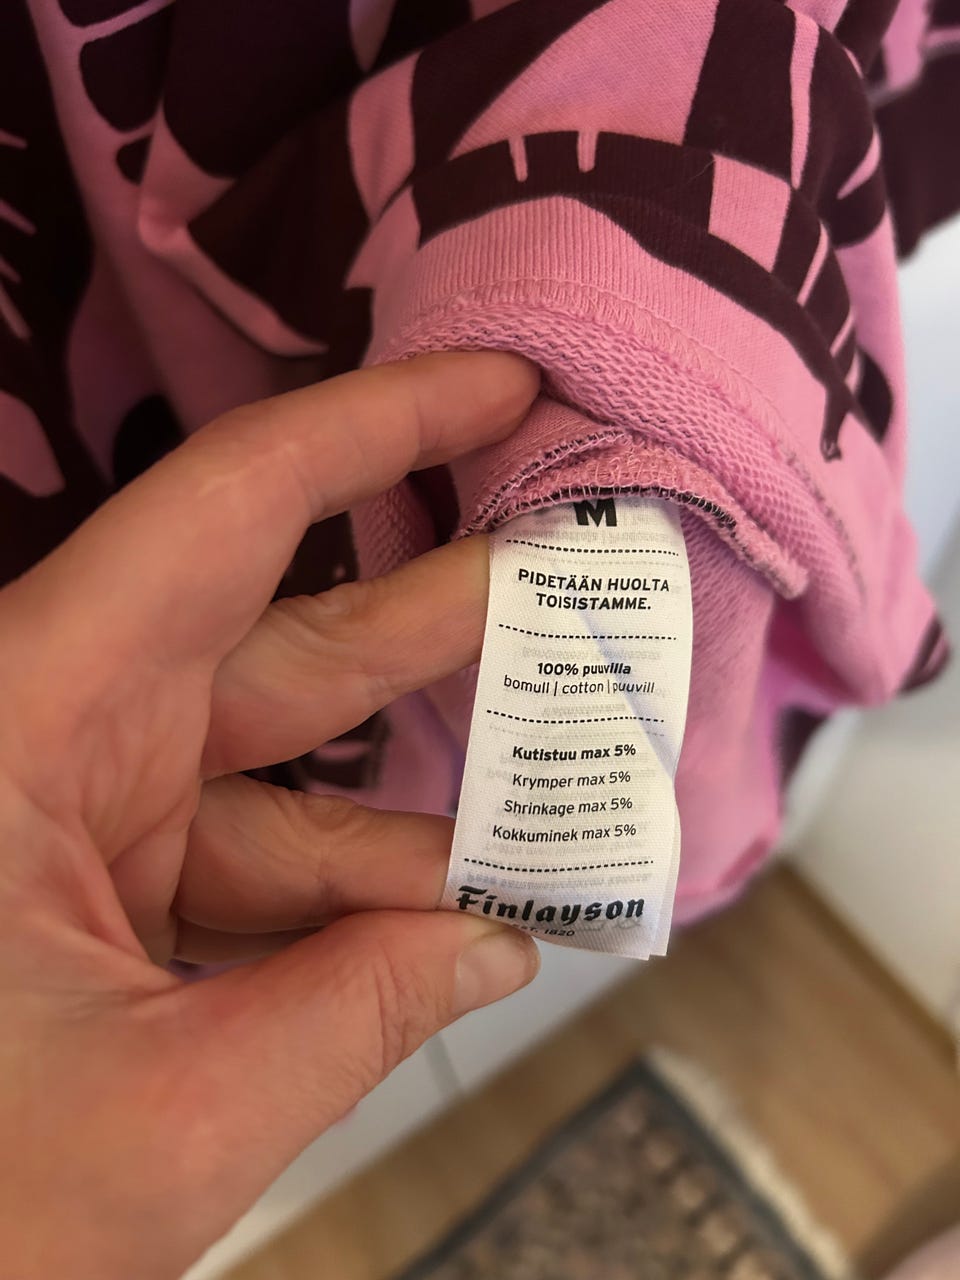 M
PIDETÄÄN HUOLTA
TOISISTAMME.
100% puuvilla
bomull | cotton | puuvill
Kutistuu max 5%
Krymper max 5%
Shrinkage max 5%
Kokkuminek max 5%
Finlayson
EST. 1820